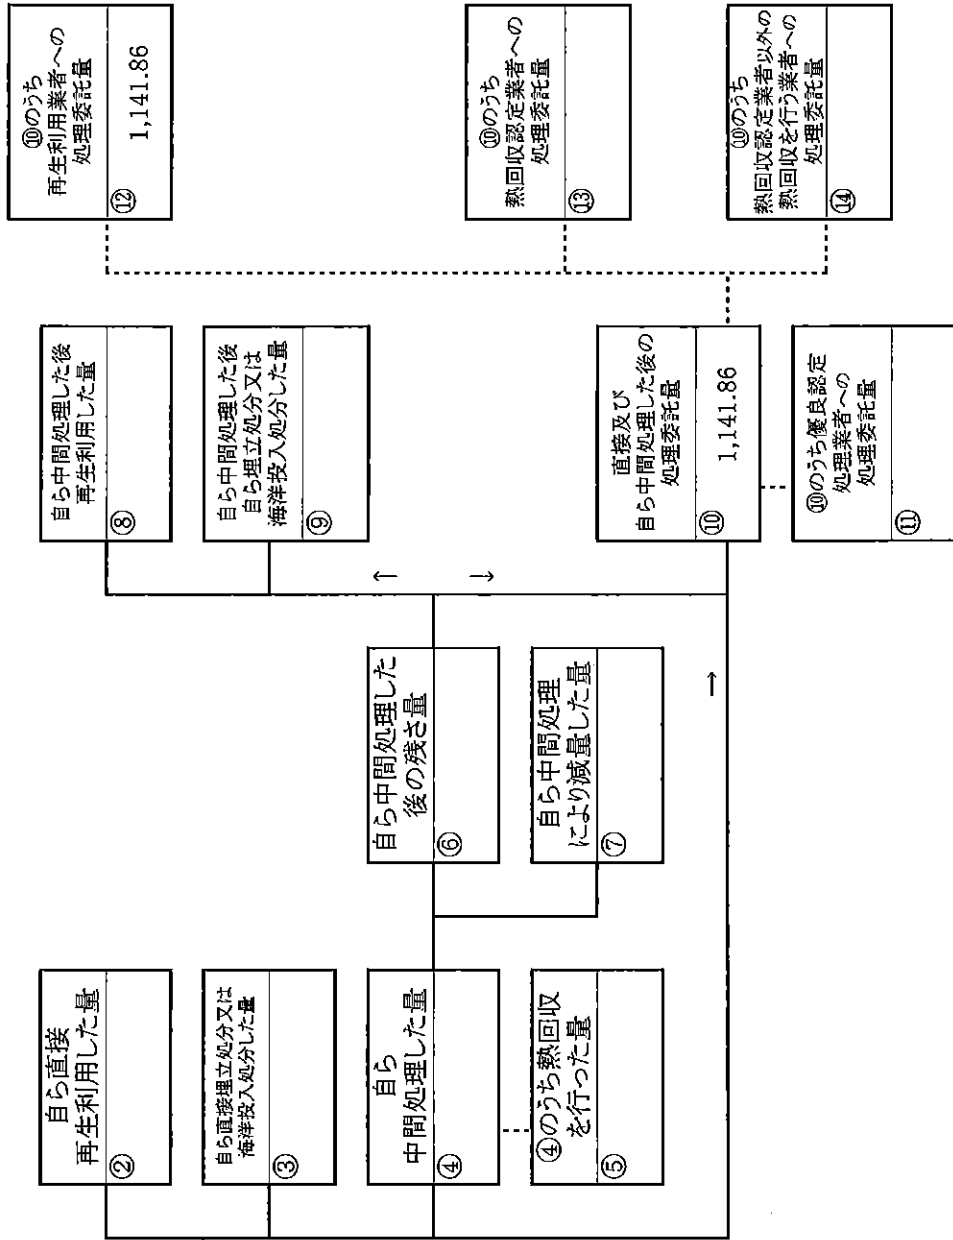 自ら直接
再生利用した量
②
自ら直接埋立処分又は
海洋投入処分した量
③
自ら
中間処理した量
④
④のうち熱回収
を行った量
⑤
自ら中間処理した
後の残さ量
⑥
自ら中間処理
により減量した量
⑦
自ら中間処理した後
再生利用した量
⑧
自ら中間処理した後
自ら埋立処分又は
海洋投入処分した量
⑨
直接及び
自ら中間処理した後の
処理委託量
⑩
1,141.86
⑩のうち優良認定
処理業者への
処理委託量
⑪
⑩のうち
再生利用業者への
処理委託量
⑫
1,141.86
⑩のうち
熱回収認定業者への
処理委託量
⑬
⑩のうち
熱回収認定業者以外の
熱回収を行う業者への
処理委託量
⑭